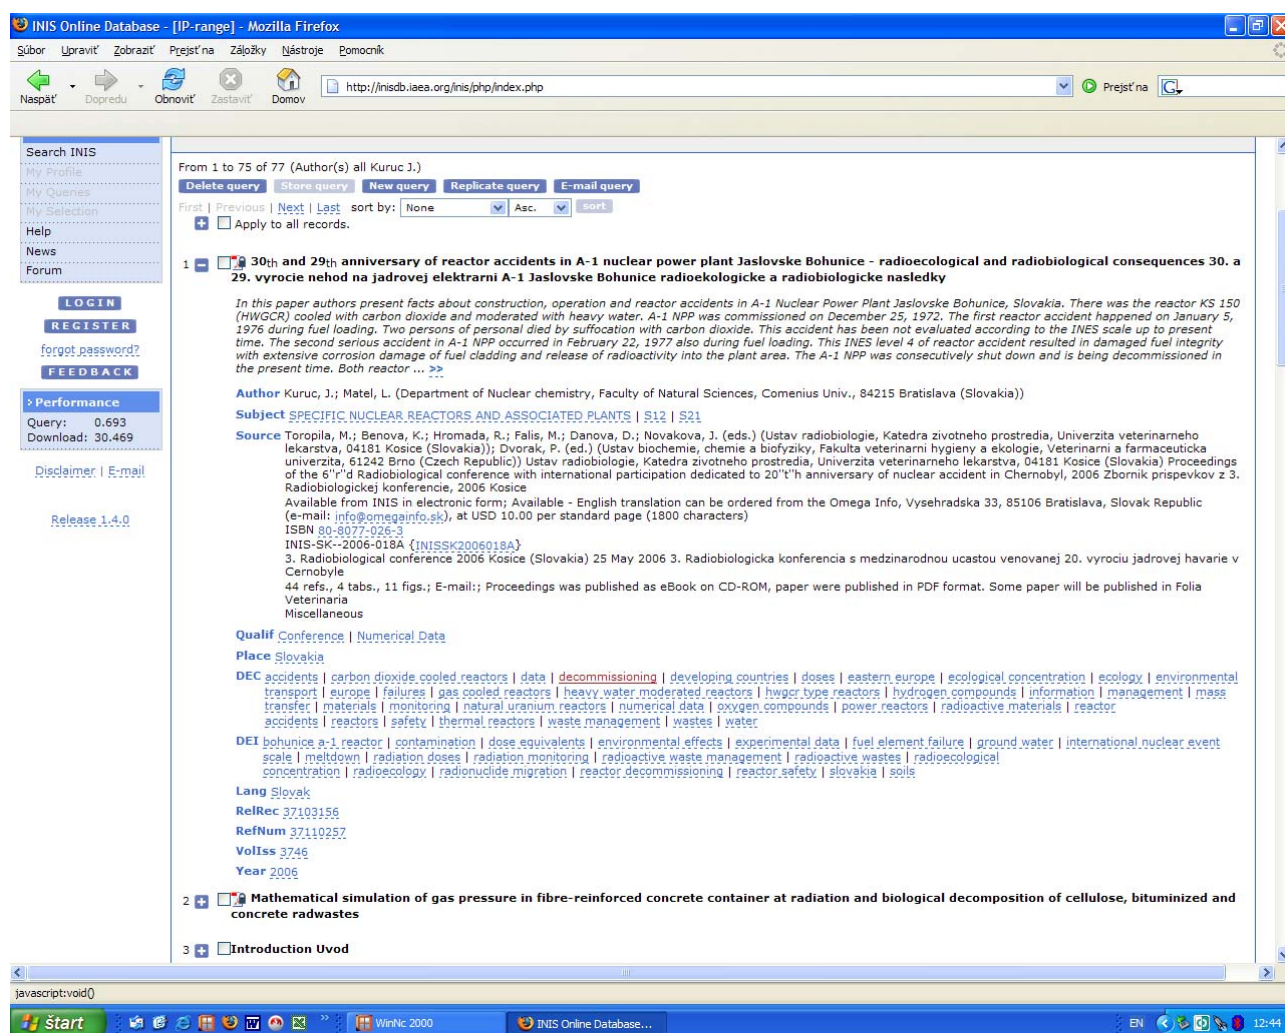 INIS Online Database - [IP-range] - Mozilla Firefox
Súbor Upraviť Zobraziť Prejsť na Záložky Nástroje Pomocník
Naspäť Dopredu Obnoviť Zastaviť Domov http://inisdb.iaea.org/inis/php/index.php Prejsť na G
Search INIS
My Profile
My Queries
My Selection
Help
News
Forum
LOGIN
REGISTER
forgot password?
FEEDBACK
Performance
Query: 0.693
Download: 30.469
Disclaimer | E-mail
Release 1.4.0
From 1 to 75 of 77 (Author(s) all Kuruc J.)
Delete query Store query New query Replicate query E-mail query
First | Previous | Next | Last sort by: None Asc. sort
Apply to all records.
1 30th and 29th anniversary of reactor accidents in A-1 nuclear power plant Jaslovske Bohunice - radioecological and radiobiological consequences 30. a
29. vyrocie nehod na jadrovej elektrarni A-1 Jaslovske Bohunice radioekologicke a radiobiologicke nasledky
In this paper authors present facts about construction, operation and reactor accidents in A-1 Nuclear Power Plant Jaslovske Bohunice, Slovakia. There was the reactor KS 150
(HWGCR) cooled with carbon dioxide and moderated with heavy water. A-1 NPP was commissioned on December 25, 1972. The first reactor accident happened on January 5,
1976 during fuel loading. Two persons of personal died by suffocation with carbon dioxide. This accident has been not evaluated according to the INES scale up to present
time. The second serious accident in A-1 NPP occurred in February 22, 1977 also during fuel loading. This INES level 4 of reactor accident resulted in damaged fuel integrity
with extensive corrosion damage of fuel cladding and release of radioactivity into the plant area. The A-1 NPP was consecutively shut down and is being decommissioned in
the present time. Both reactor ... >>
Author Kuruc, J.; Matel, L. (Department of Nuclear chemistry, Faculty of Natural Sciences, Comenius Univ., 84215 Bratislava (Slovakia))
Subject SPECIFIC NUCLEAR REACTORS AND ASSOCIATED PLANTS | S12 | S21
Source Toropila, M.; Benova, K.; Hromada, R.; Falis, M.; Danova, D.; Novakova, J. (eds.) (Ustav radiobiologie, Katedra zivotneho prostredia, Univerzita veterinarneho
lekarstva, 04181 Kosice (Slovakia)); Dvorak, P. (ed.) (Ustav biochemie, chemie a biofyziky, Fakulta veterinarni hygieny a ekologie, Veterinarni a farmaceuticka
univerzita, 61242 Brno (Czech Republic)) Ustav radiobiologie, Katedra zivotneho prostredia, Univerzita veterinarneho lekarstva, 04181 Kosice (Slovakia) Proceedings
of the 6"r"d Radiobiological conference with international participation dedicated to 20"t"h anniversary of nuclear accident in Chernobyl, 2006 Zbornik prispevkov z 3.
Radiobiologickej konferencie, 2006 Kosice
Available from INIS in electronic form; Available - English translation can be ordered from the Omega Info, Vysehradska 33, 85106 Bratislava, Slovak Republic
(e-mail: info@omegainfo.sk), at USD 10.00 per standard page (1800 characters)
ISBN 80-8077-026-3
INIS-SK--2006-018A {INISSK2006018A}
3. Radiobiological conference 2006 Kosice (Slovakia) 25 May 2006 3. Radiobiologicka konferencia s medzinarodnou ucastou venovanej 20. vyrociu jadrovej havarie v
Cernobyle
44 refs., 4 tabs., 11 figs.; E-mail:; Proceedings was published as eBook on CD-ROM, paper were published in PDF format. Some paper will be published in Folia
Veterinaria
Miscellaneous
Qualif Conference | Numerical Data
Place Slovakia
DEC accidents | carbon dioxide cooled reactors | data | decommissioning | developing countries | doses | eastern europe | ecological concentration | ecology | environmental
transport | europe | failures | gas cooled reactors | heavy water moderated reactors | hwgcr type reactors | hydrogen compounds | information | management | mass
transfer | materials | monitoring | natural uranium reactors | numerical data | oxygen compounds | power reactors | radioactive materials | reactor
accidents | reactors | safety | thermal reactors | waste management | wastes | water
DEI bohunice a-1 reactor | contamination | dose equivalents | environmental effects | experimental data | fuel element failure | ground water | international nuclear event
scale | meltdown | radiation doses | radiation monitoring | radioactive waste management | radioactive wastes | radioecological
concentration | radioecology | radionuclide migration | reactor decommissioning | reactor safety | slovakia | soils
Lang Slovak
RelRec 37103156
RefNum 37110257
VolIss 3746
Year 2006
2 Mathematical simulation of gas pressure in fibre-reinforced concrete container at radiation and biological decomposition of cellulose, bituminized and
concrete radwastes
3 Introduction Uvod
javascript:void()
štart WinNc 2000 INIS Online Database... EN 12:44